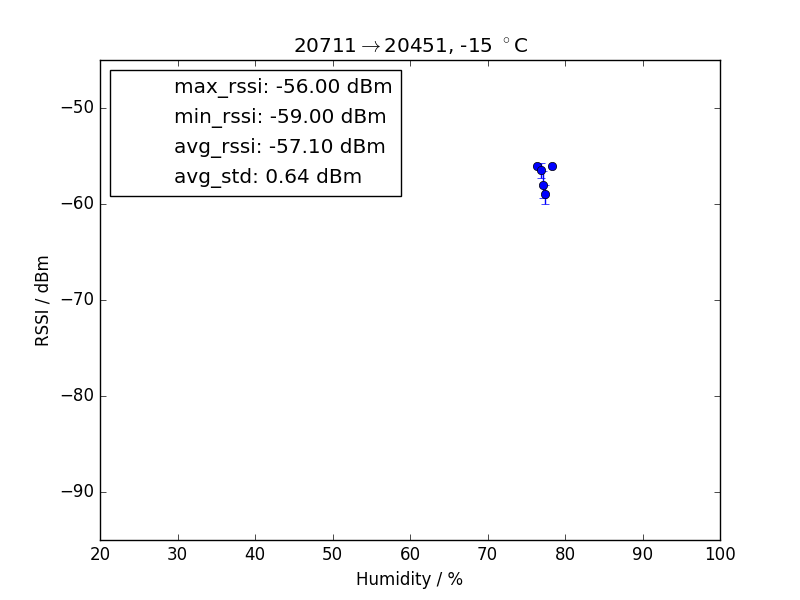 20711→20451, -15 °C
max_rssi: -56.00 dBm
min_rssi: -59.00 dBm
avg_rssi: -57.10 dBm
avg_std: 0.64 dBm
−50
−60
−70
−80
−90
RSSI / dBm
20 30 40 50 60 70 80 90 100
Humidity / %